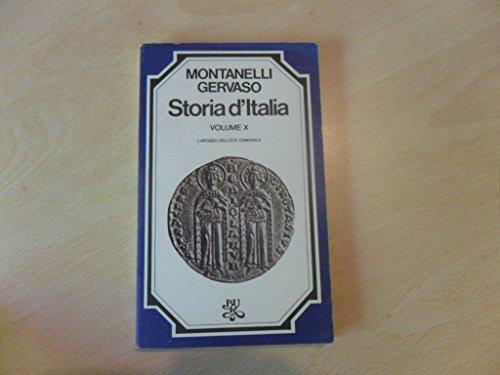 MONTANELLI
GERVASO
Storia d'Italia
VOLUME X
L'APOGEO DELL'ETÀ COMUNALE
BUR